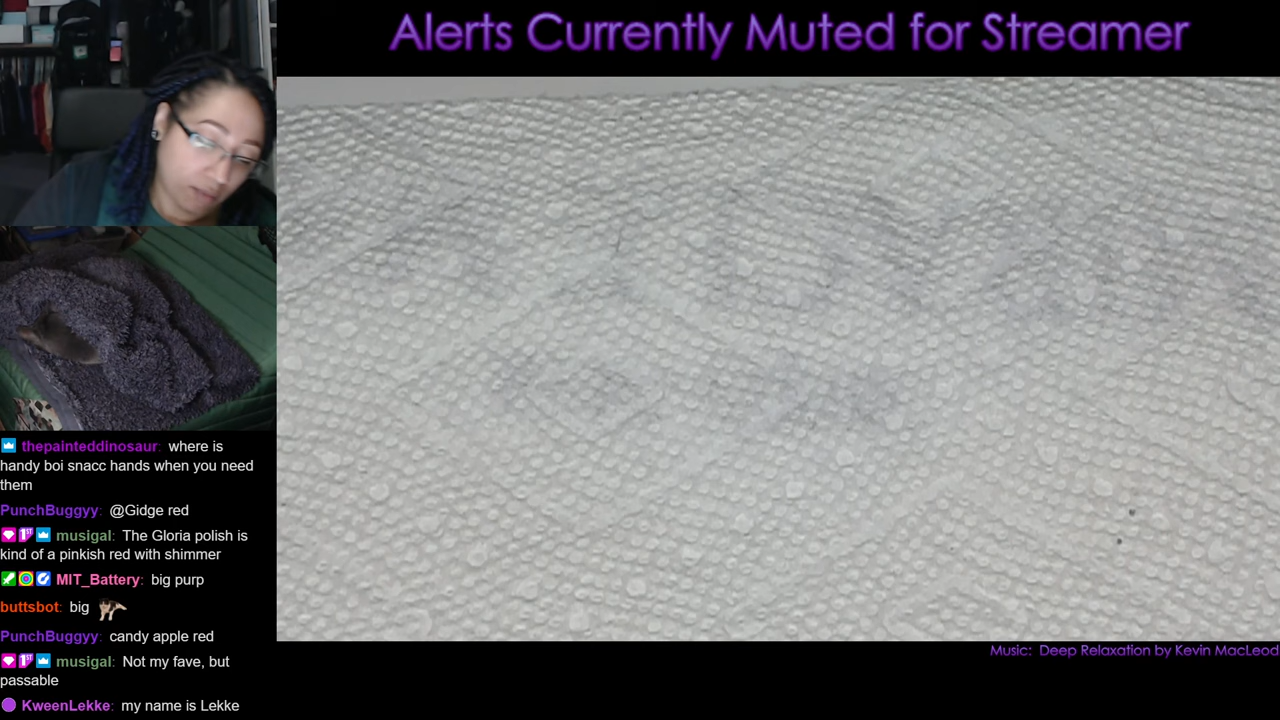 Alerts Currently Muted for Streamer
thepainteddinosaur: where is
handy boi snacc hands when you need
them
PunchBuggyy: @Gidge red
musigal: The Gloria polish is
kind of a pinkish red with shimmer
MIT_Battery: big purp
buttsbot: big
PunchBuggyy: candy apple red
musigal: Not my fave, but
passable
KweenLekke: my name is Lekke
Music: Deep Relaxation by Kevin MacLeod